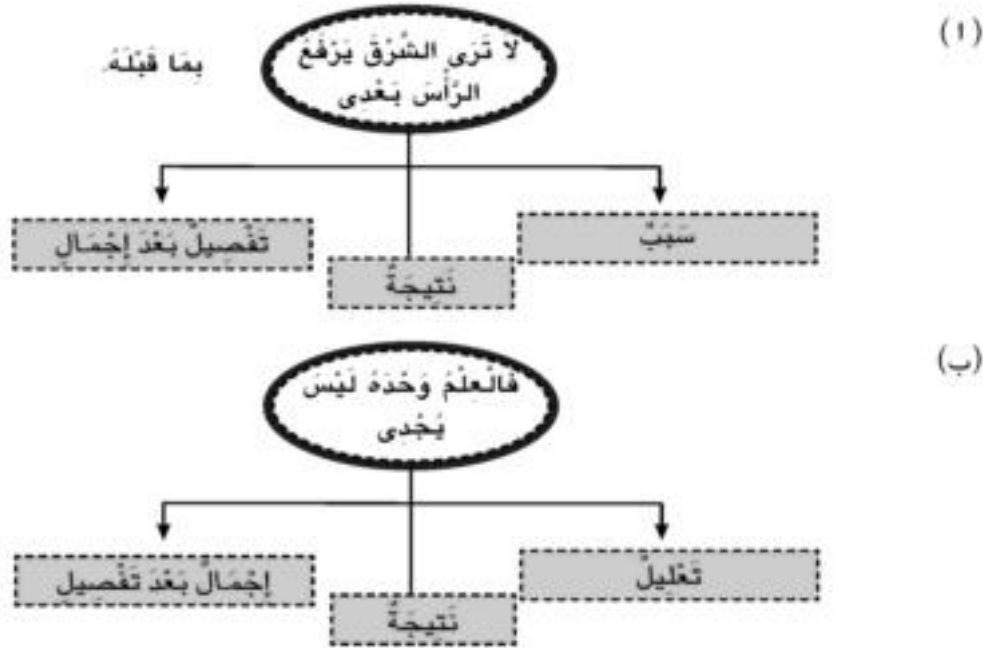 (ا)
لَا تَرَى الشَّرْقَ يَرْفَعُ
الرَّأْسَ بَعْدِى
بِمَا قَبْلَهُ.
سَبَبٌ
نَتِيجَةٌ
تَفْصِيلٌ بَعْدَ إِجْمَالٍ
(ب)
فَالْعِلْمُ وَحْدَهُ لَيْسَ
يُجْدِى
تَعْلِيلٌ
نَتِيجَةٌ
إِجْمَالٌ بَعْدَ تَفْصِيلٍ